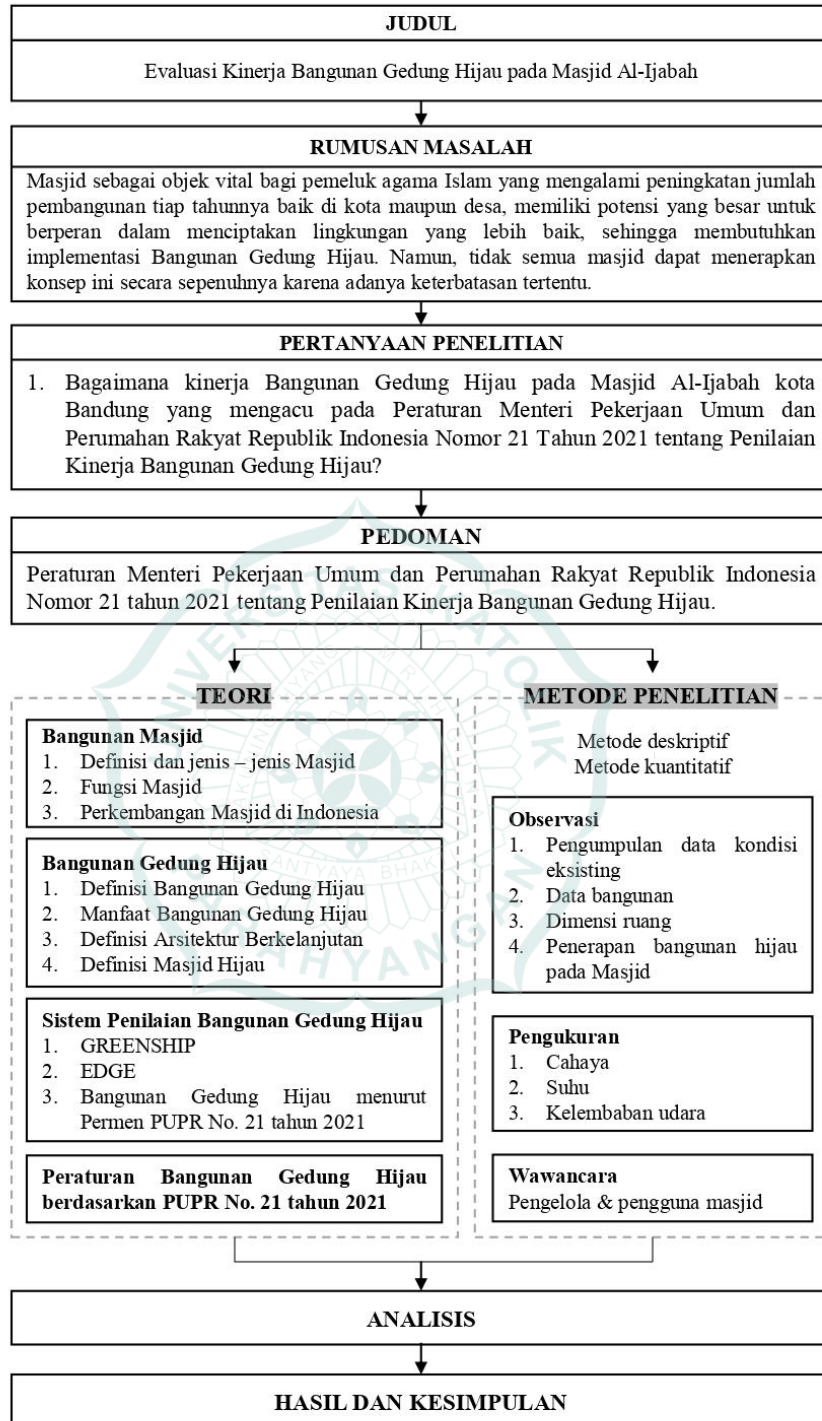 JUDUL
Evaluasi Kinerja Bangunan Gedung Hijau pada Masjid Al-Ijabah
RUMUSAN MASALAH
Masjid sebagai objek vital bagi pemeluk agama Islam yang mengalami peningkatan jumlah
pembangunan tiap tahunnya baik di kota maupun desa, memiliki potensi yang besar untuk
berperan dalam menciptakan lingkungan yang lebih baik, sehingga membutuhkan
implementasi Bangunan Gedung Hijau. Namun, tidak semua masjid dapat menerapkan
konsep ini secara sepenuhnya karena adanya keterbatasan tertentu.
PERTANYAAN PENELITIAN
1. Bagaimana kinerja Bangunan Gedung Hijau pada Masjid Al-Ijabah kota
Bandung yang mengacu pada Peraturan Menteri Pekerjaan Umum dan
Perumahan Rakyat Republik Indonesia Nomor 21 Tahun 2021 tentang Penilaian
Kinerja Bangunan Gedung Hijau?
PEDOMAN
Peraturan Menteri Pekerjaan Umum dan Perumahan Rakyat Republik Indonesia
Nomor 21 tahun 2021 tentang Penilaian Kinerja Bangunan Gedung Hijau.
TEORI
Bangunan Masjid
1. Definisi dan jenis – jenis Masjid
2. Fungsi Masjid
3. Perkembangan Masjid di Indonesia
Bangunan Gedung Hijau
1. Definisi Bangunan Gedung Hijau
2. Manfaat Bangunan Gedung Hijau
3. Definisi Arsitektur Berkelanjutan
4. Definisi Masjid Hijau
Sistem Penilaian Bangunan Gedung Hijau
1. GREENSHIP
2. EDGE
3. Bangunan Gedung Hijau menurut
Permen PUPR No. 21 tahun 2021
Peraturan Bangunan Gedung Hijau
berdasarkan PUPR No. 21 tahun 2021
METODE PENELITIAN
Metode deskriptif
Metode kuantitatif
Observasi
1. Pengumpulan data kondisi
eksisting
2. Data bangunan
3. Dimensi ruang
4. Penerapan bangunan hijau
pada Masjid
Pengukuran
1. Cahaya
2. Suhu
3. Kelembaban udara
Wawancara
Pengelola & pengguna masjid
ANALISIS
HASIL DAN KESIMPULAN
UNIVERSITAS KATOLIK
PARAHYANGAN